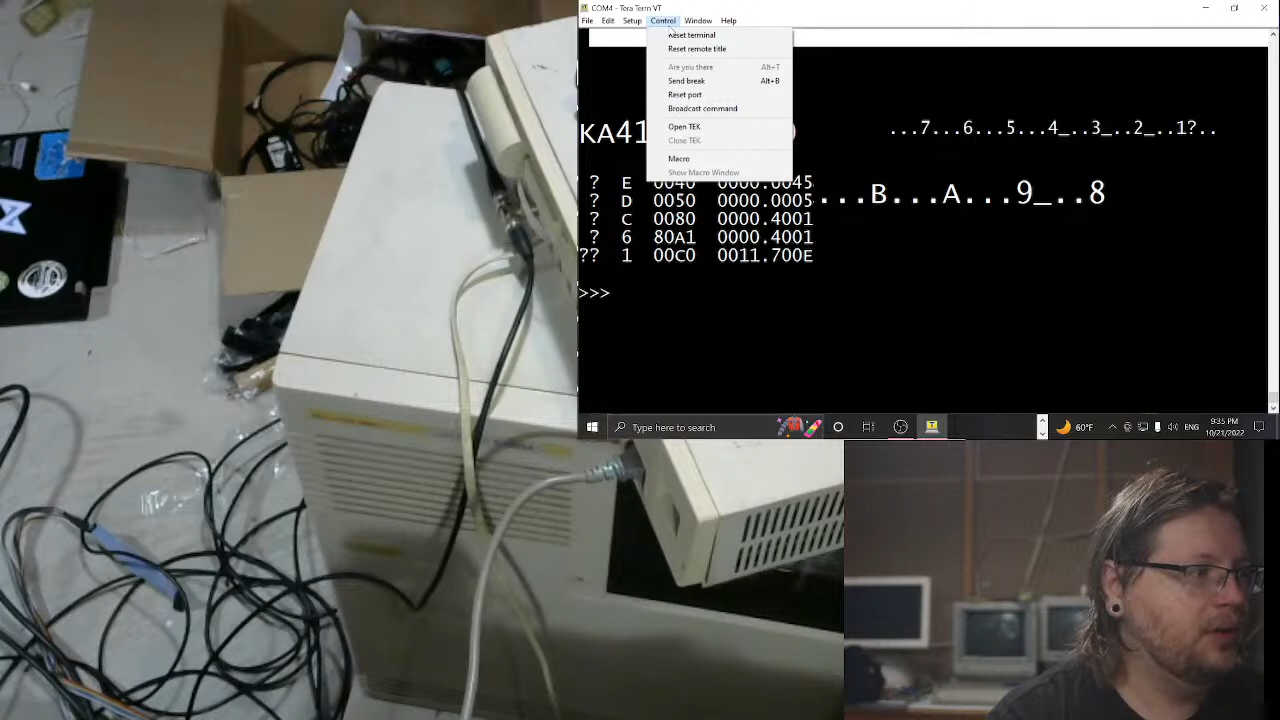 COM4 - Tera Term VT
File Edit Setup Control Window Help
Reset terminal
Reset remote title
Are you there Alt+T
Send break Alt+B
Reset port
Broadcast command
Open TEK
Close TEK
Macro
Show Macro Window
KA41
...7...6...5...4_..3_..2_..1?..
...B...A...9_..8
? E 0040 0000.0045
? D 0050 0000.0005
? C 0080 0000.4001
? 6 80A1 0000.4001
?? 1 00C0 0011.700E
>>>
Type here to search
60°F
ENG
9:35 PM
10/21/2022